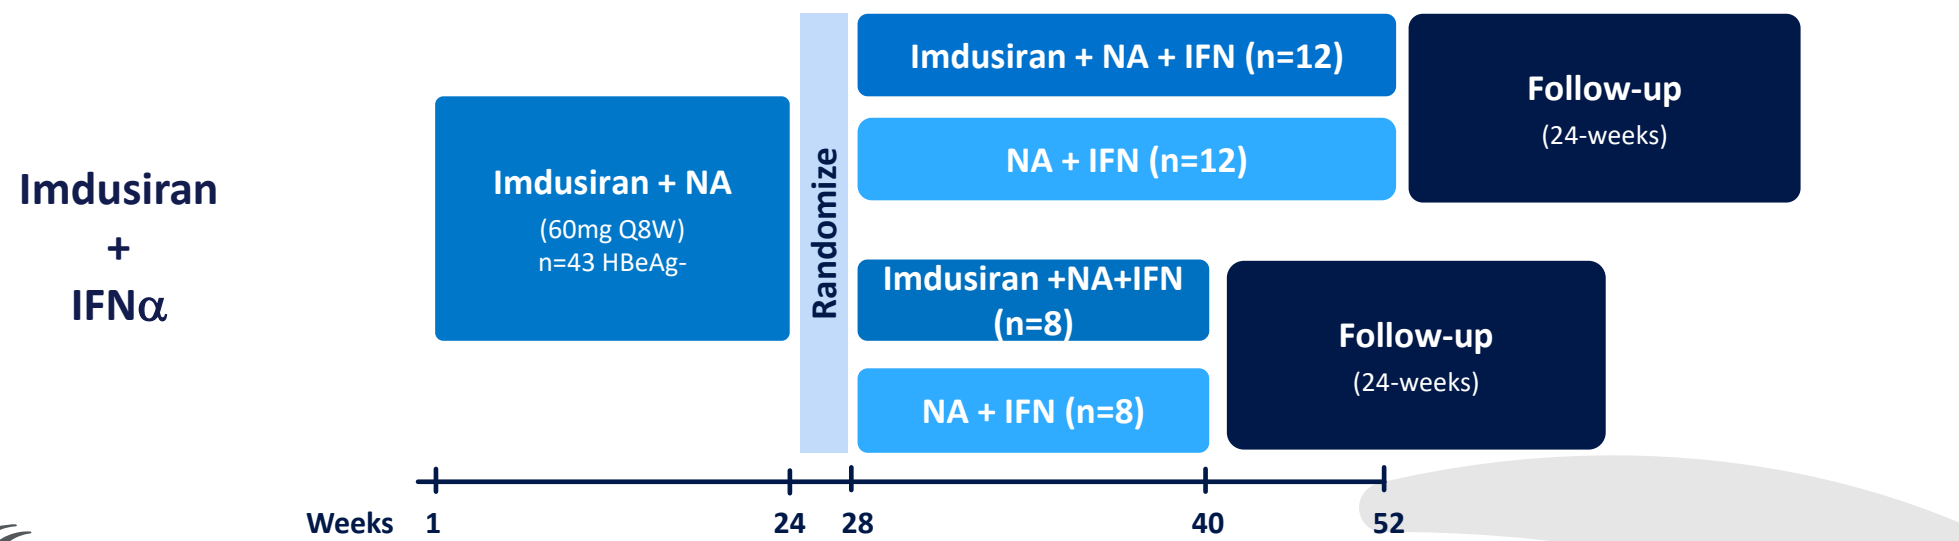 Imdusiran
+
IFNα
Imdusiran + NA
(60mg Q8W)
n=43 HBeAg-
Randomize
Imdusiran + NA + IFN (n=12)
NA + IFN (n=12)
Follow-up
(24-weeks)
Imdusiran +NA+IFN
(n=8)
NA + IFN (n=8)
Follow-up
(24-weeks)
Weeks 1 24 28 40 52